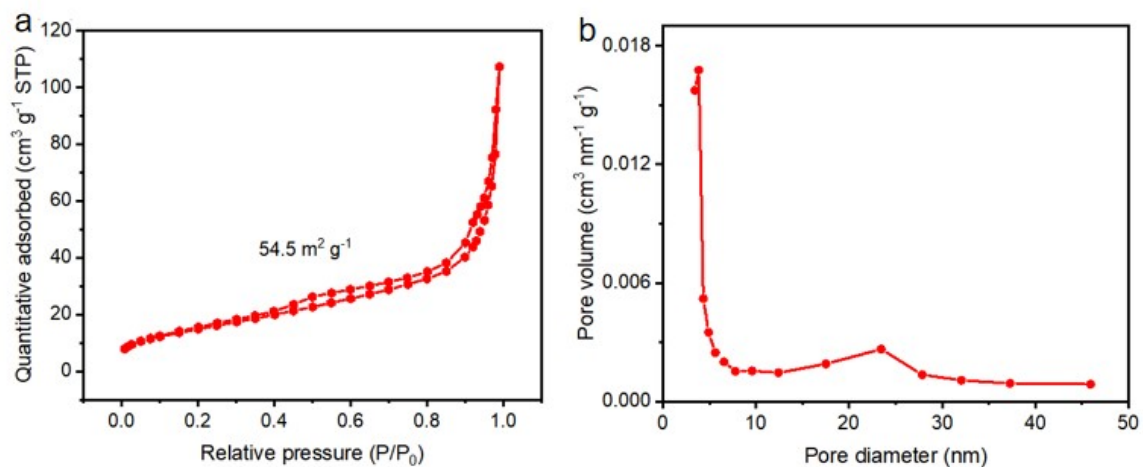 a
Quantitative adsorbed (cm³ g⁻¹ STP)
120
100
80
60
40
20
0
54.5 m² g⁻¹
0.0 0.2 0.4 0.6 0.8 1.0
Relative pressure (P/P₀)
b
Pore volume (cm³ nm⁻¹ g⁻¹)
0.018
0.012
0.006
0.000
0 10 20 30 40 50
Pore diameter (nm)